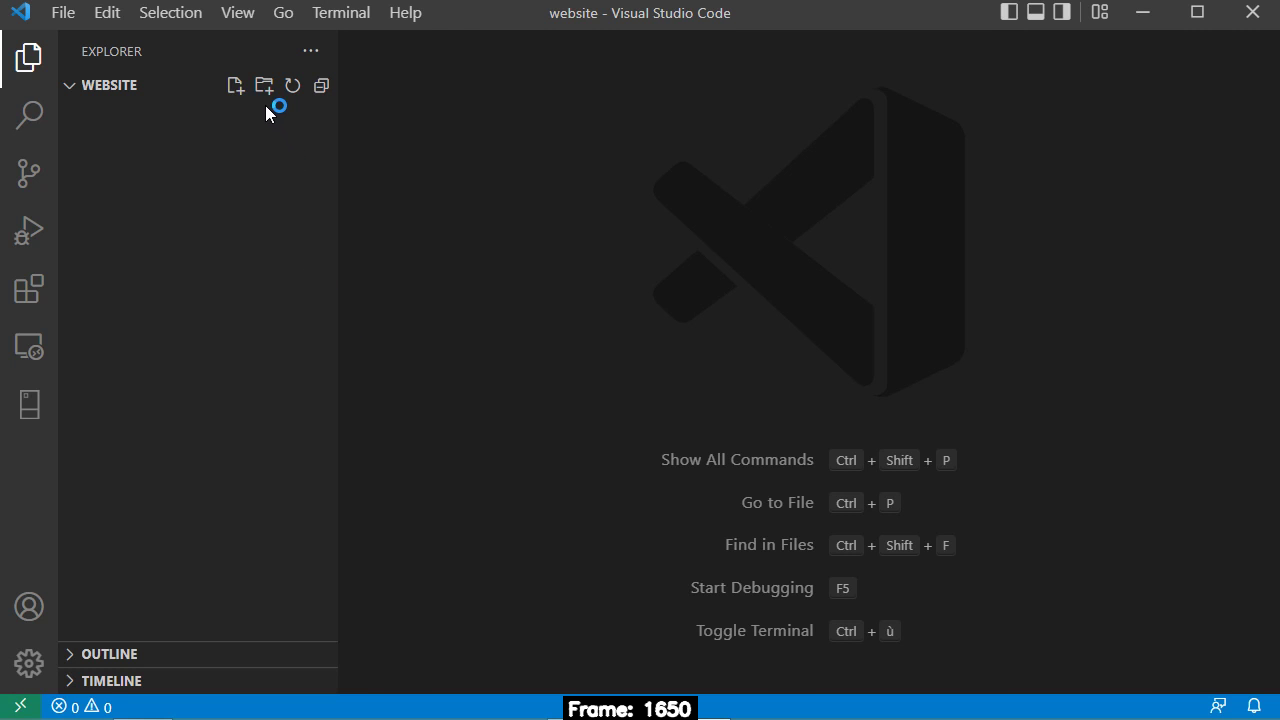 File Edit Selection View Go Terminal Help website - Visual Studio Code
EXPLORER
WEBSITE
Show All Commands Ctrl + Shift + P
Go to File Ctrl + P
Find in Files Ctrl + Shift + F
Start Debugging F5
Toggle Terminal Ctrl + ù
OUTLINE
TIMELINE
0 0 Frame: 1650